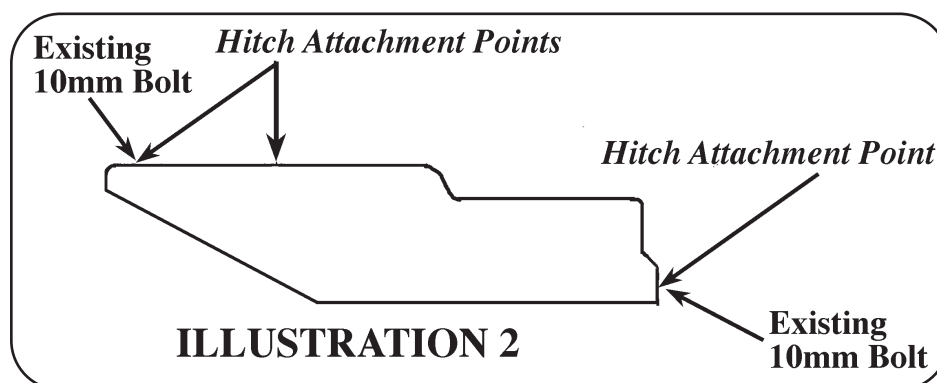 Existing
10mm Bolt
Hitch Attachment Points
Hitch Attachment Point
Existing
10mm Bolt
ILLUSTRATION 2